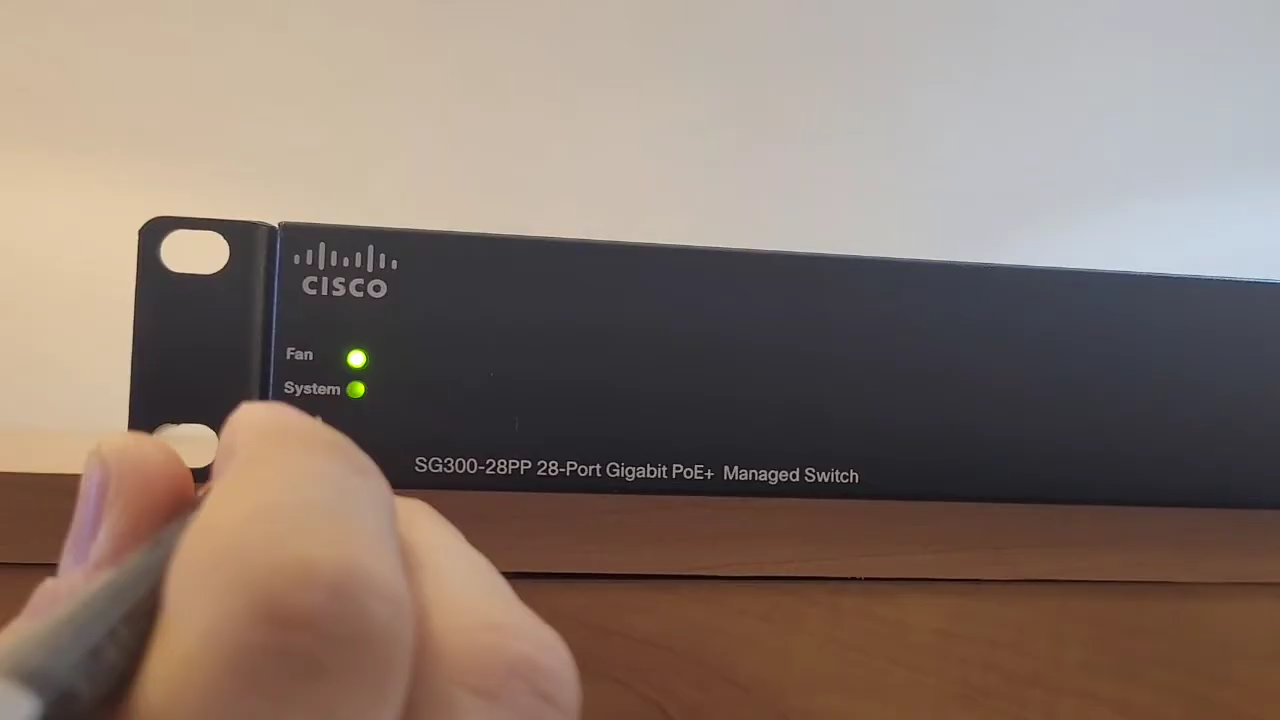 CISCO
Fan
System
SG300-28PP 28-Port Gigabit PoE+ Managed Switch